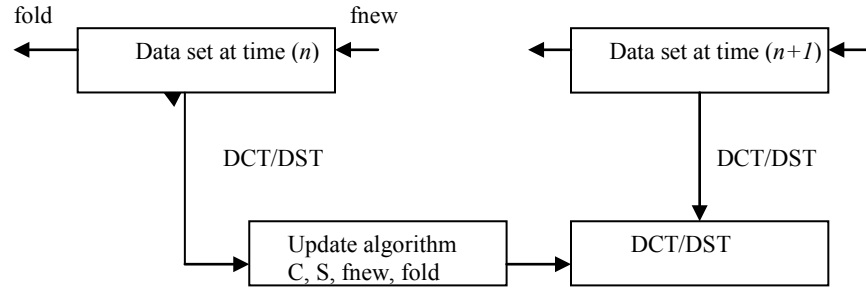 fold
fnew
Data set at time (n)
Data set at time (n+1)
DCT/DST
DCT/DST
Update algorithm
C, S, fnew, fold
DCT/DST